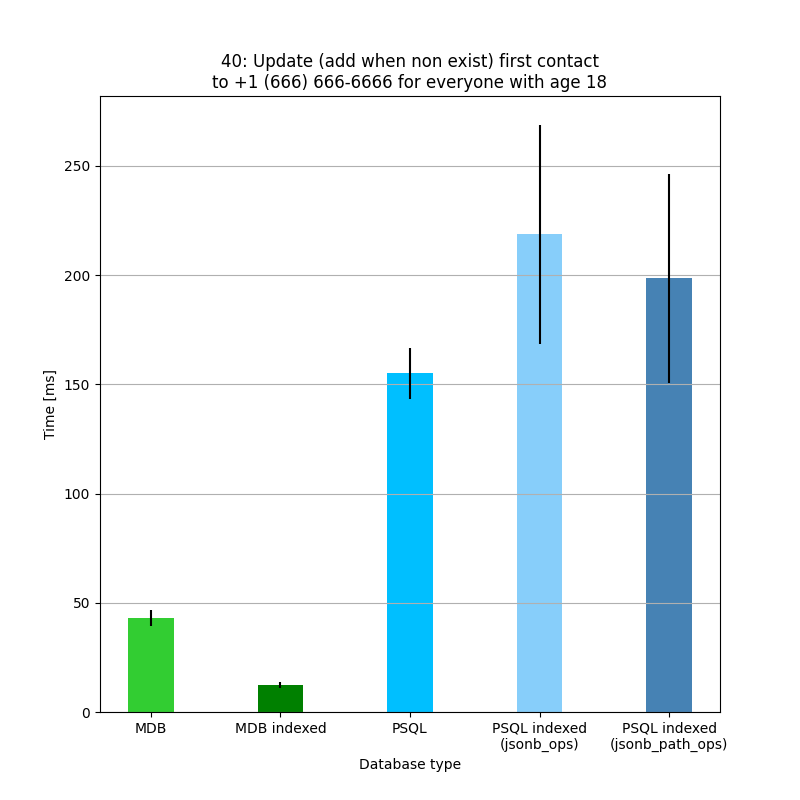 40: Update (add when non exist) first contact
to +1 (666) 666-6666 for everyone with age 18
250
200
150
100
50
0
Time [ms]
MDB
MDB indexed
PSQL
PSQL indexed
(jsonb_ops)
PSQL indexed
(jsonb_path_ops)
Database type